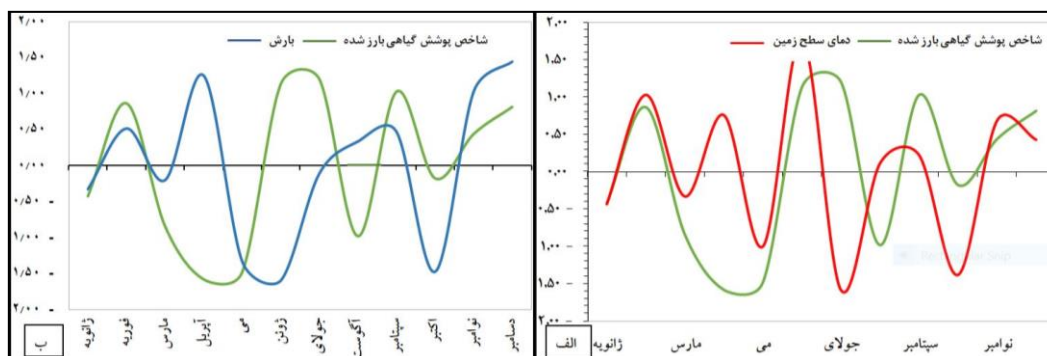 شاخص پوشش گیاهی بارز شده
بارش
۲/۰۰
۱/۵۰
۱/۰۰
۰/۵۰
۰/۰۰
۰/۵۰ -
۱/۰۰ -
۱/۵۰ -
۲/۰۰ -
ژانویه
فوریه
مارس
آپریل
می
ژوئن
جولای
آگوست
سپتامبر
اکتبر
نوامبر
دسامبر
شاخص پوشش گیاهی بارز شده
دمای سطح زمین
۲،۰۰
۱،۵۰
۱،۰۰
۰،۵۰
۰،۰۰
۰،۵۰ -
۱،۰۰ -
۱،۵۰ -
۲،۰۰ -
ژانویه
مارس
می
جولای
سپتامبر
نوامبر
الف